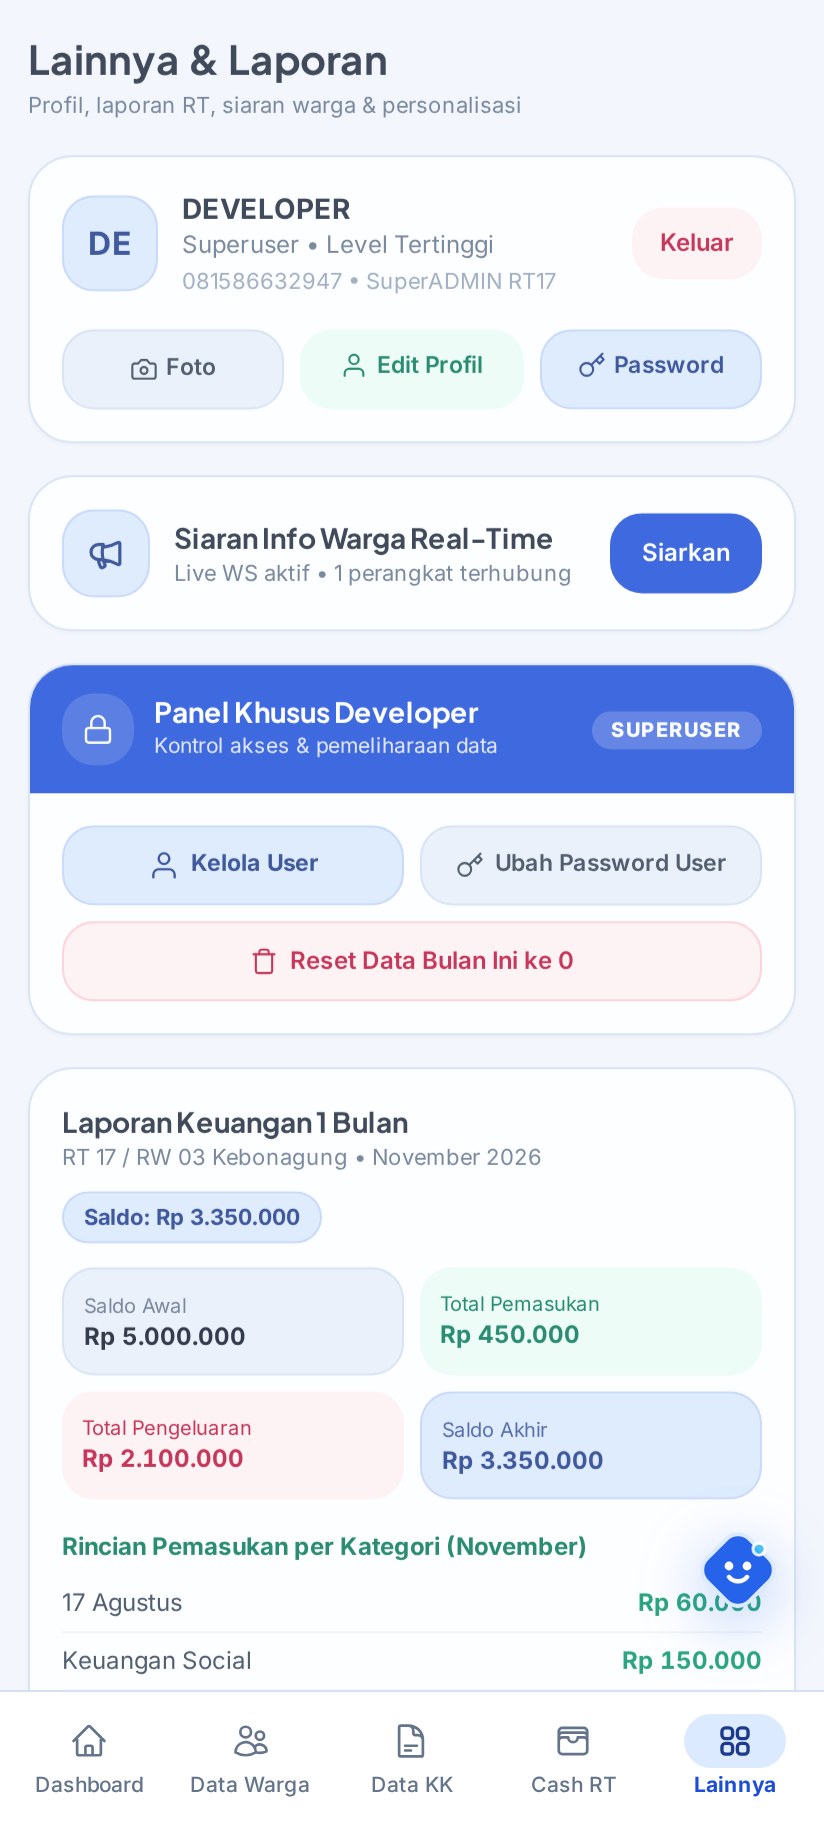 Lainnya & Laporan
Profil, laporan RT, siaran warga & personalisasi
DE
DEVELOPER
Superuser • Level Tertinggi
081586632947 • SuperADMIN RT17
Keluar
Foto
Edit Profil
Password
Siaran Info Warga Real-Time
Live WS aktif • 1 perangkat terhubung
Siarkan
Panel Khusus Developer
Kontrol akses & pemeliharaan data
SUPERUSER
Kelola User
Ubah Password User
Reset Data Bulan Ini ke 0
Laporan Keuangan 1 Bulan
RT 17 / RW 03 Kebonagung • November 2026
Saldo: Rp 3.350.000
Saldo Awal
Rp 5.000.000
Total Pemasukan
Rp 450.000
Total Pengeluaran
Rp 2.100.000
Saldo Akhir
Rp 3.350.000
Rincian Pemasukan per Kategori (November)
17 Agustus
Rp 60.000
Keuangan Social
Rp 150.000
Dashboard
Data Warga
Data KK
Cash RT
Lainnya